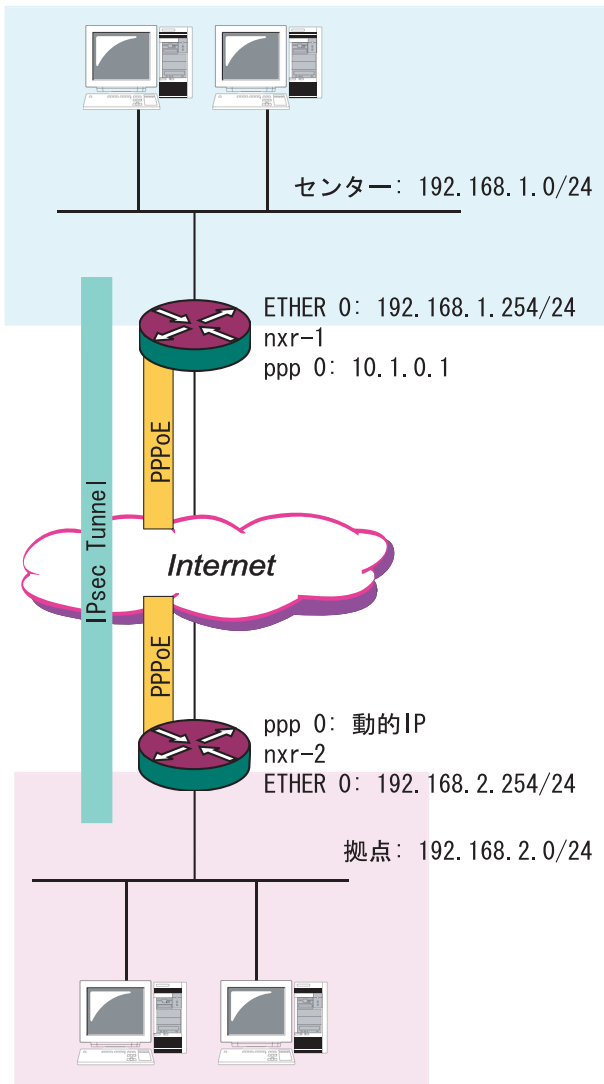 センター: 192.168.1.0/24
ETHER 0: 192.168.1.254/24
nxr-1
ppp 0: 10.1.0.1
PPPoE
IPsec Tunnel
Internet
PPPoE
ppp 0: 動的IP
nxr-2
ETHER 0: 192.168.2.254/24
拠点: 192.168.2.0/24